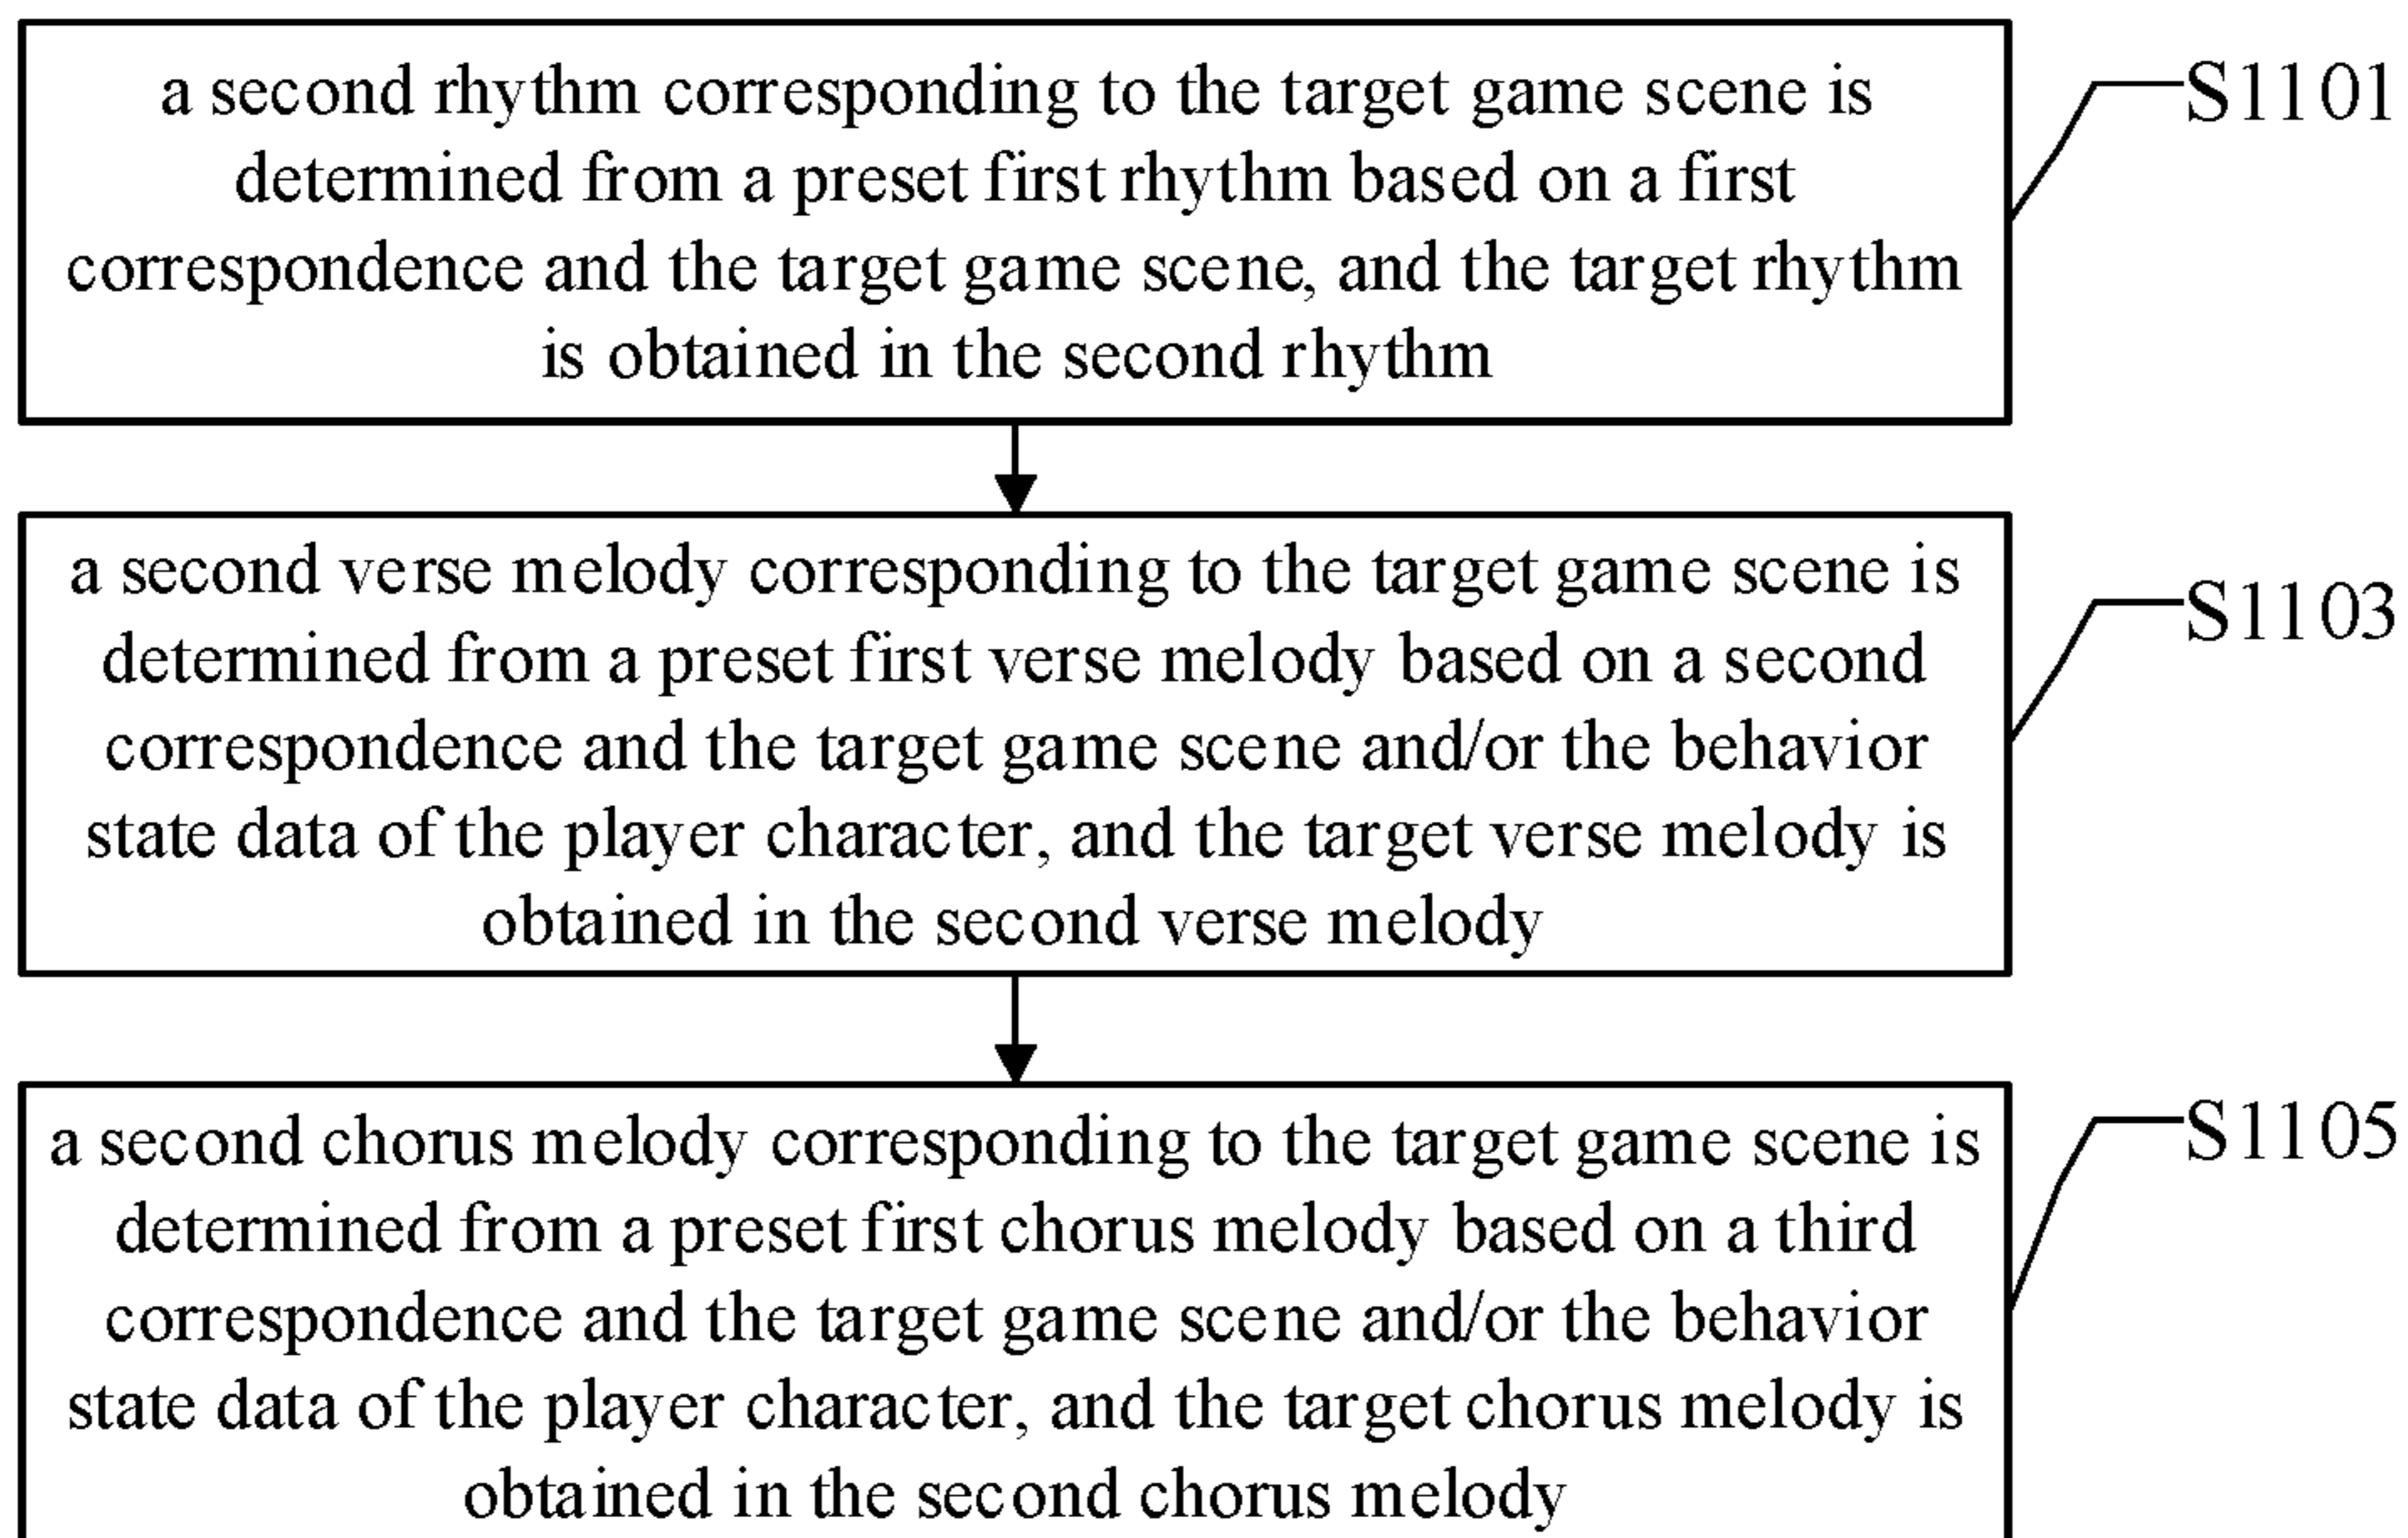 a second rhythm corresponding to the target game scene is
determined from a preset first rhythm based on a first
correspondence and the target game scene, and the target rhythm
is obtained in the second rhythm
S1101
a second verse melody corresponding to the target game scene is
determined from a preset first verse melody based on a second
correspondence and the target game scene and/or the behavior
state data of the player character, and the target verse melody is
obtained in the second verse melody
S1103
a second chorus melody corresponding to the target game scene is
determined from a preset first chorus melody based on a third
correspondence and the target game scene and/or the behavior
state data of the player character, and the target chorus melody is
obtained in the second chorus melody
S1105